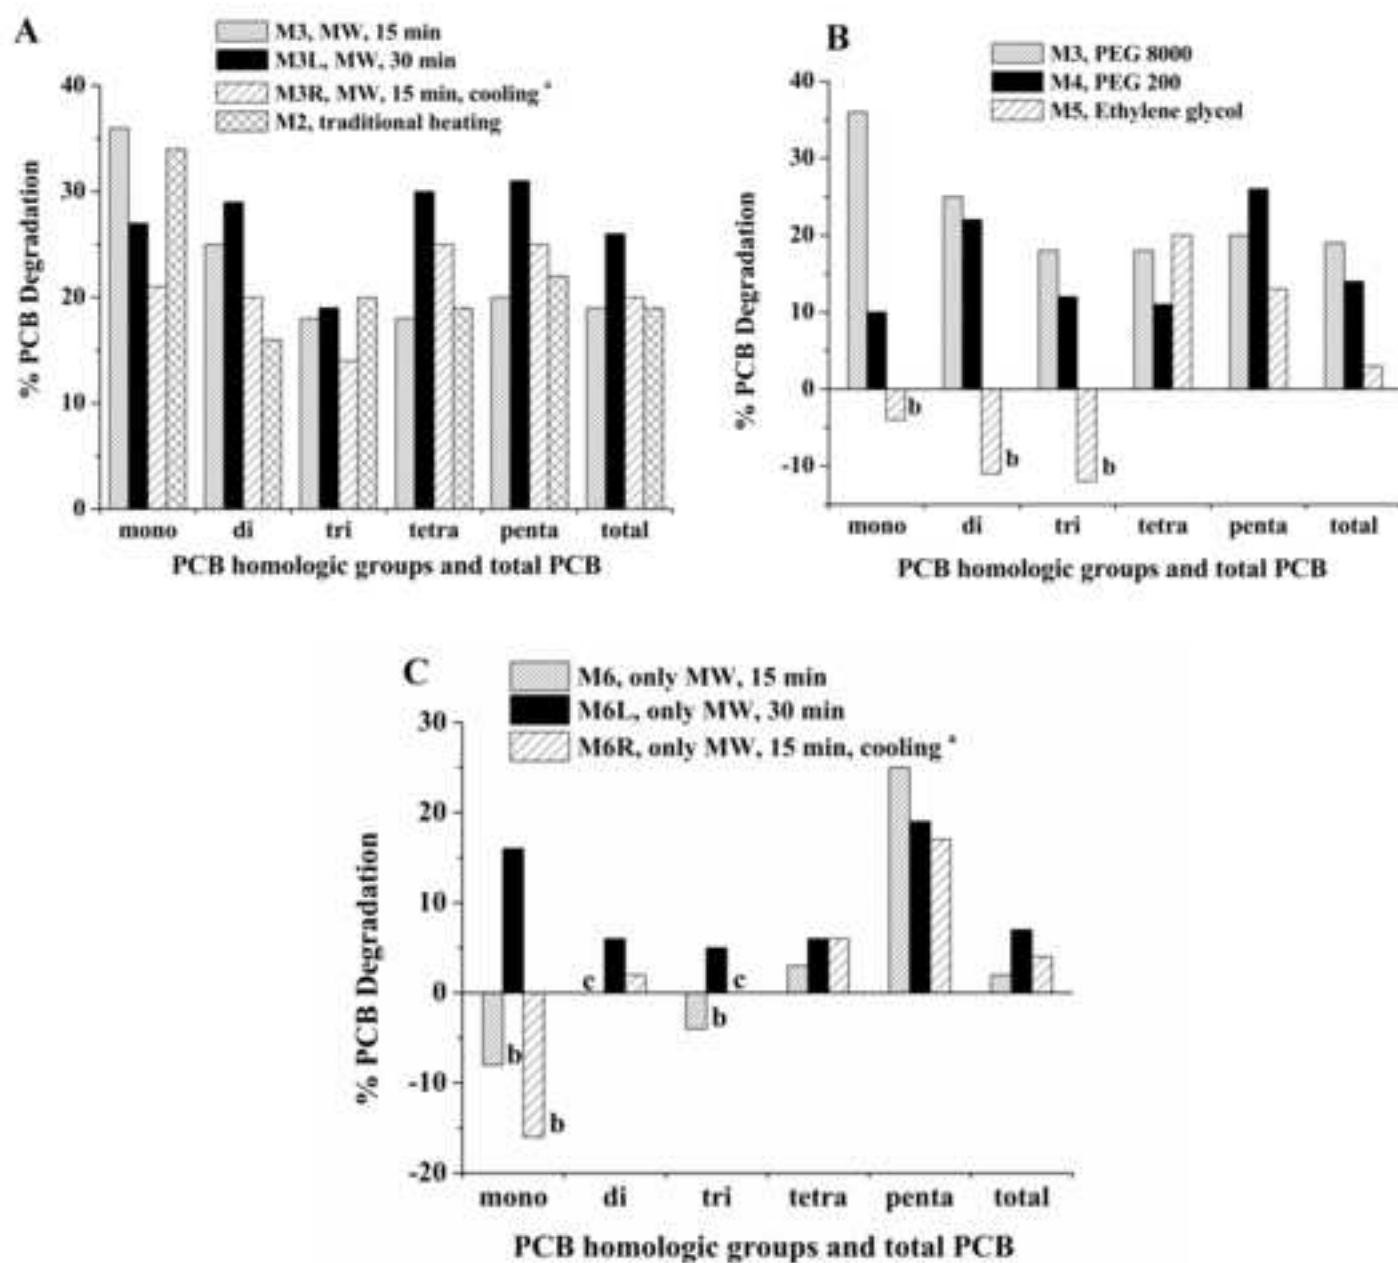 A
M3, MW, 15 min
M3L, MW, 30 min
M3R, MW, 15 min, cooling a
M2, traditional heating
40
30
20
10
0
% PCB Degradation
mono di tri tetra penta total
PCB homologic groups and total PCB
B
M3, PEG 8000
M4, PEG 200
M5, Ethylene glycol
40
30
20
10
0
-10
% PCB Degradation
b
b
b
mono di tri tetra penta total
PCB homologic groups and total PCB
C
M6, only MW, 15 min
M6L, only MW, 30 min
M6R, only MW, 15 min, cooling a
30
20
10
0
-10
-20
% PCB Degradation
c
c
b
b
b
mono di tri tetra penta total
PCB homologic groups and total PCB